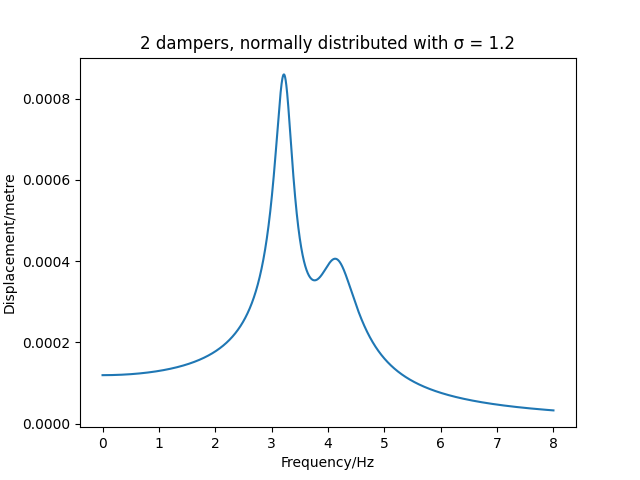 2 dampers, normally distributed with σ = 1.2
Displacement/metre
0.0008
0.0006
0.0004
0.0002
0.0000
0 1 2 3 4 5 6 7 8
Frequency/Hz